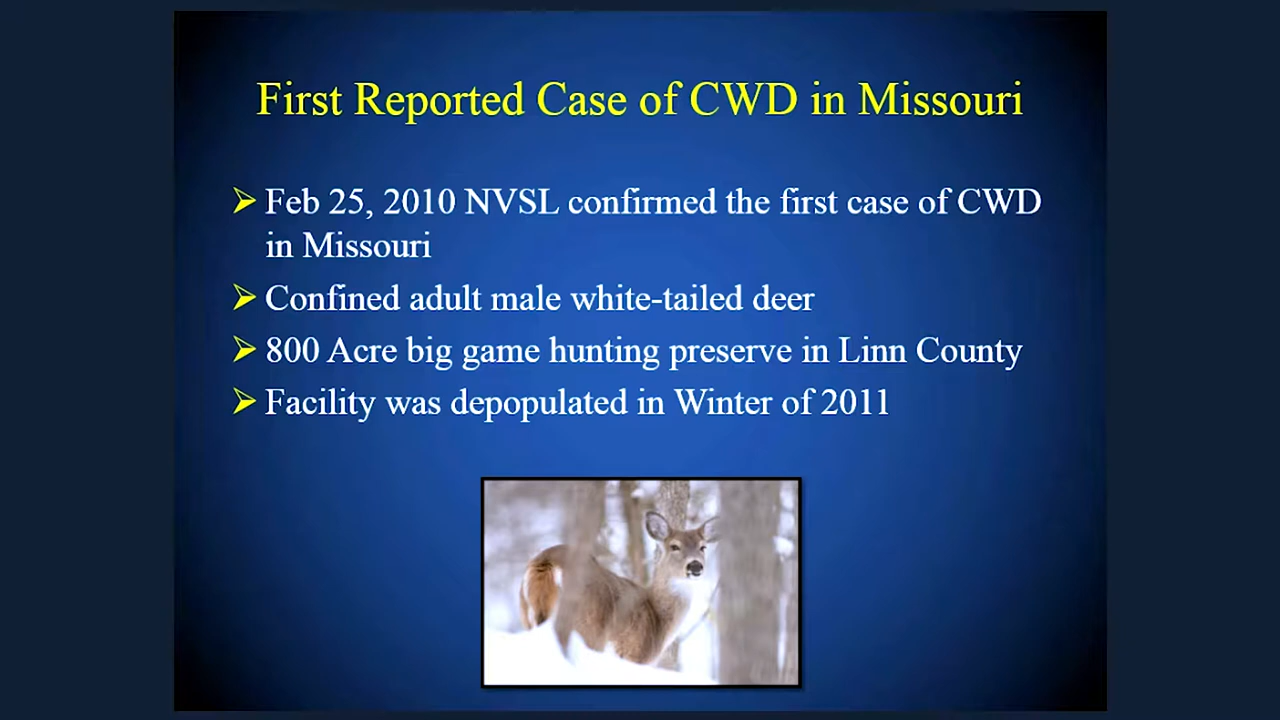 First Reported Case of CWD in Missouri
Feb 25, 2010 NVSL confirmed the first case of CWD
in Missouri
Confined adult male white-tailed deer
800 Acre big game hunting preserve in Linn County
Facility was depopulated in Winter of 2011